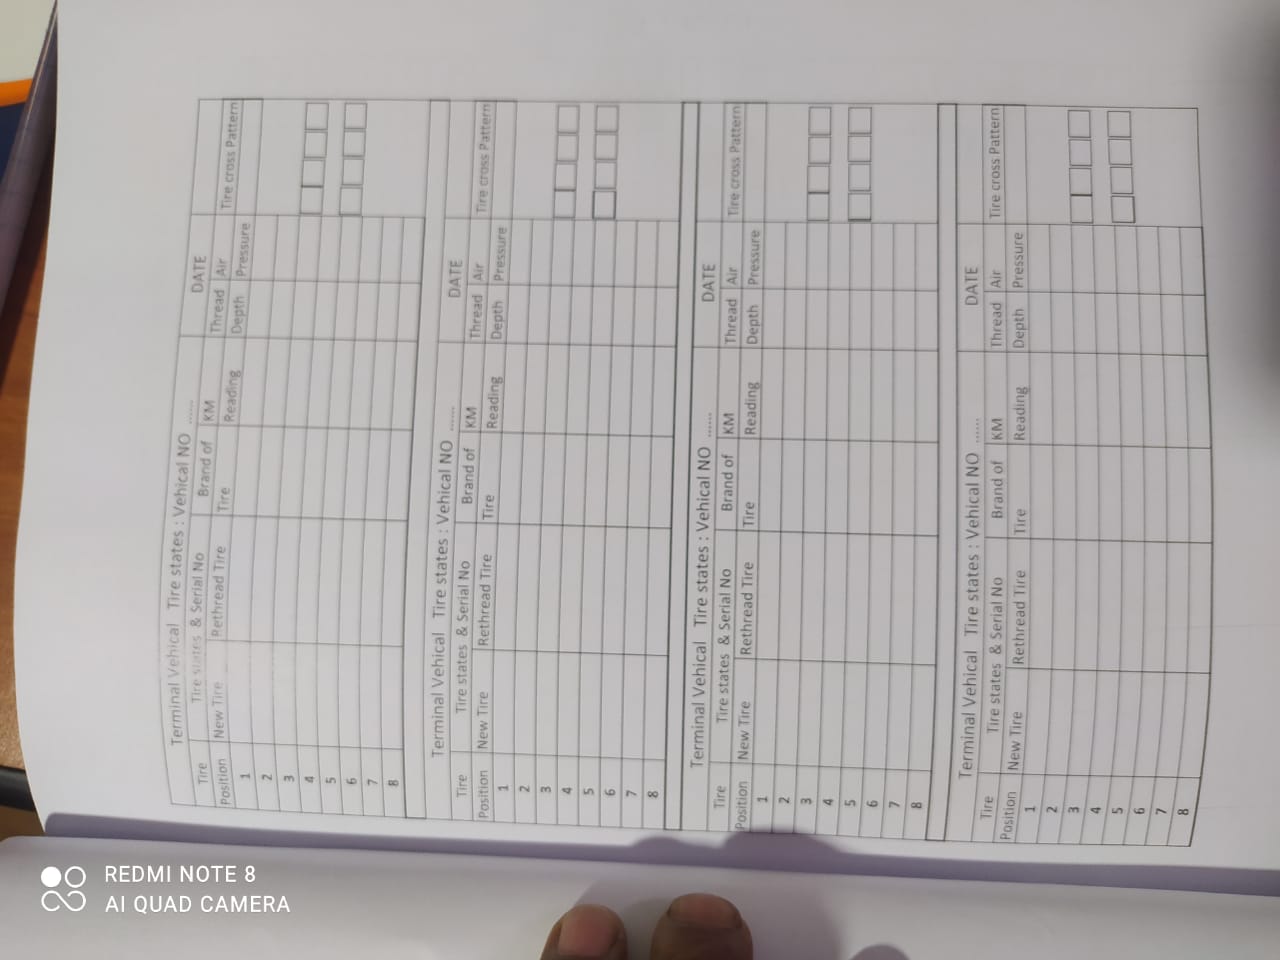 Terminal Vehical Tire states : Vehical NO ......
Tire Tire states & Serial No Brand of KM DATE
Position New Tire Rethread Tire Tire Reading Thread Depth Air Pressure Tire cross Pattern
1
2
3
4
5
6
7
8
Terminal Vehical Tire states : Vehical NO .......
Tire Tire states & Serial No Brand of KM DATE
Position New Tire Rethread Tire Tire Reading Thread Depth Air Pressure Tire cross Pattern
1
2
3
4
5
6
7
8
Terminal Vehical Tire states : Vehical NO ......
Tire Tire states & Serial No Brand of KM DATE
Position New Tire Rethread Tire Tire Reading Thread Depth Air Pressure Tire cross Pattern
1
2
3
4
5
6
7
8
Terminal Vehical Tire states : Vehical NO ......
Tire Tire states & Serial No Brand of KM DATE
Position New Tire Rethread Tire Tire Reading Thread Depth Air Pressure Tire cross Pattern
1
2
3
4
5
6
7
8
REDMI NOTE 8
AI QUAD CAMERA